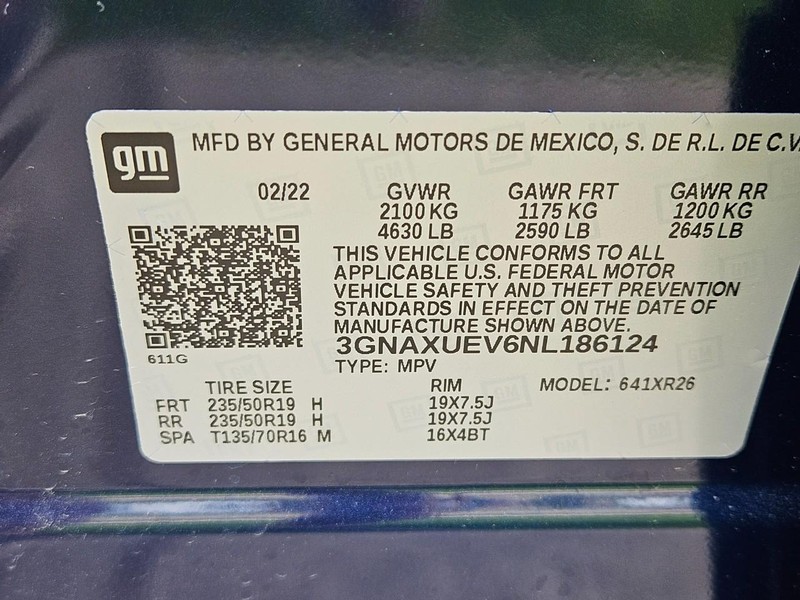 gm
MFD BY GENERAL MOTORS DE MEXICO, S. DE R.L. DE C.V.
02/22 GVWR GAWR FRT GAWR RR
2100 KG 1175 KG 1200 KG
4630 LB 2590 LB 2645 LB
THIS VEHICLE CONFORMS TO ALL
APPLICABLE U.S. FEDERAL MOTOR
VEHICLE SAFETY AND THEFT PREVENTION
STANDARDS IN EFFECT ON THE DATE OF
MANUFACTURE SHOWN ABOVE.
3GNAXUEV6NL186124
611G
TYPE: MPV
TIRE SIZE RIM MODEL: 641XR26
FRT 235/50R19 H 19X7.5J
RR 235/50R19 H 19X7.5J
SPA T135/70R16 M 16X4BT